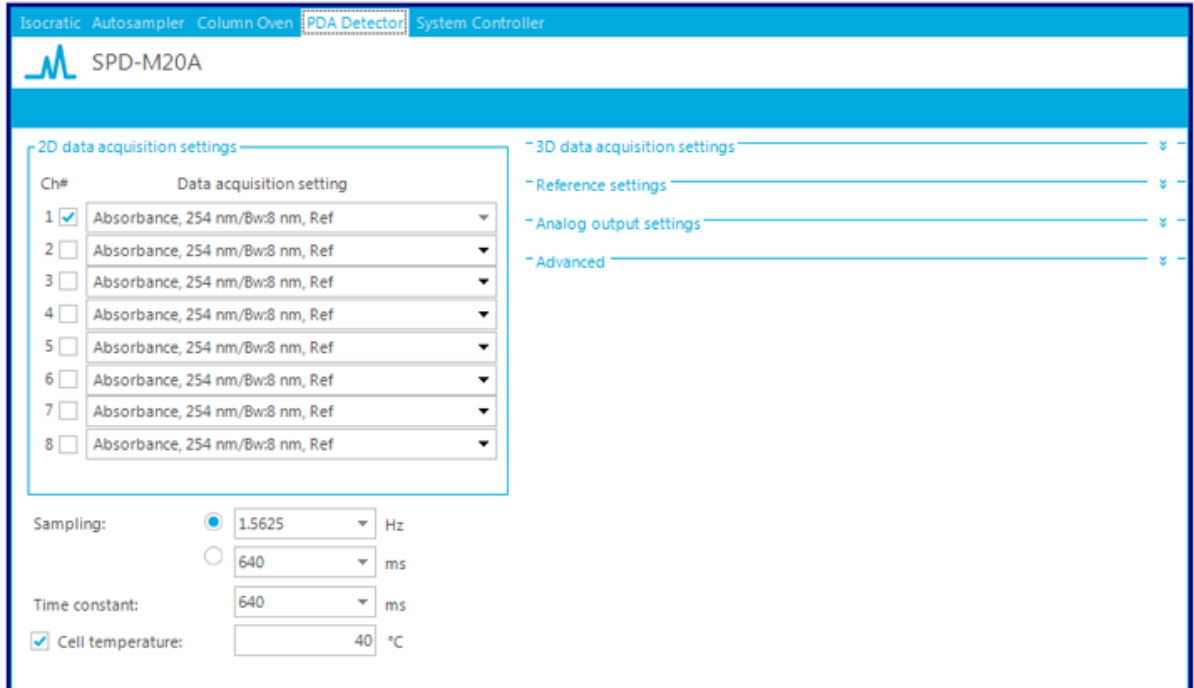 Isocratic Autosampler Column Oven PDA Detector System Controller
SPD-M20A
2D data acquisition settings
Ch# Data acquisition setting
1 Absorbance, 254 nm/Bw:8 nm, Ref
2 Absorbance, 254 nm/Bw:8 nm, Ref
3 Absorbance, 254 nm/Bw:8 nm, Ref
4 Absorbance, 254 nm/Bw:8 nm, Ref
5 Absorbance, 254 nm/Bw:8 nm, Ref
6 Absorbance, 254 nm/Bw:8 nm, Ref
7 Absorbance, 254 nm/Bw:8 nm, Ref
8 Absorbance, 254 nm/Bw:8 nm, Ref
Sampling: 1.5625 Hz
640 ms
Time constant: 640 ms
Cell temperature: 40 °C
3D data acquisition settings
Reference settings
Analog output settings
Advanced